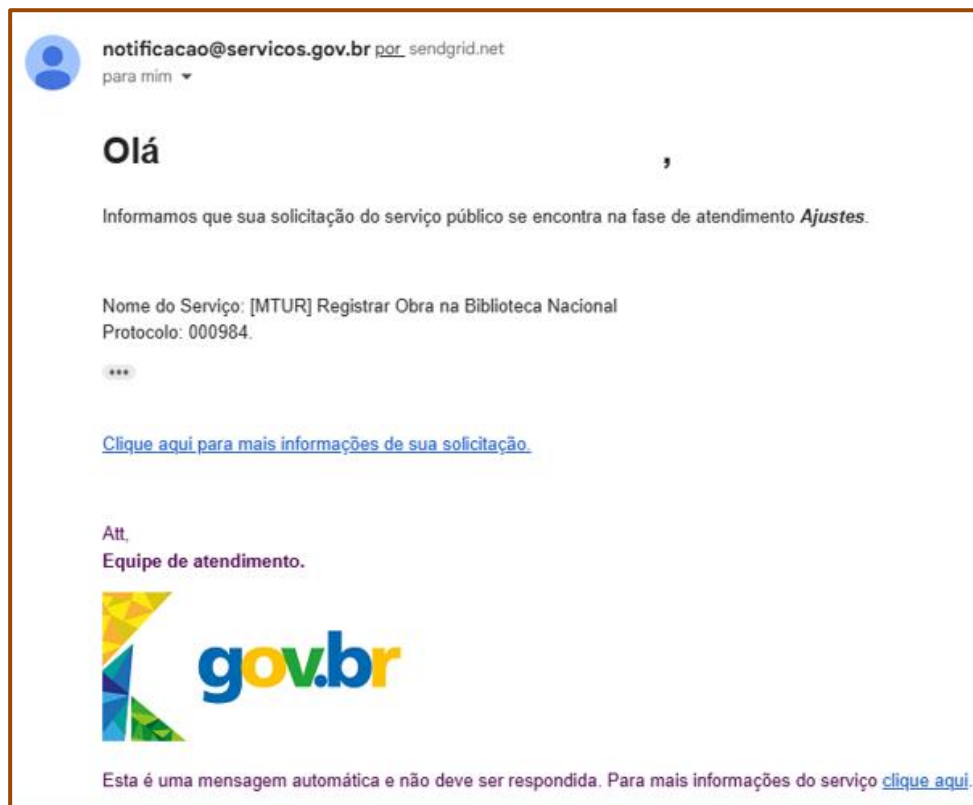 notificacao@servicos.gov.br por sendgrid.net
para mim
Olá ,
Informamos que sua solicitação do serviço público se encontra na fase de atendimento Ajustes.
Nome do Serviço: [MTUR] Registrar Obra na Biblioteca Nacional
Protocolo: 000984.
Clique aqui para mais informações de sua solicitação.
Att,
Equipe de atendimento.
gov.br
Esta é uma mensagem automática e não deve ser respondida. Para mais informações do serviço clique aqui.